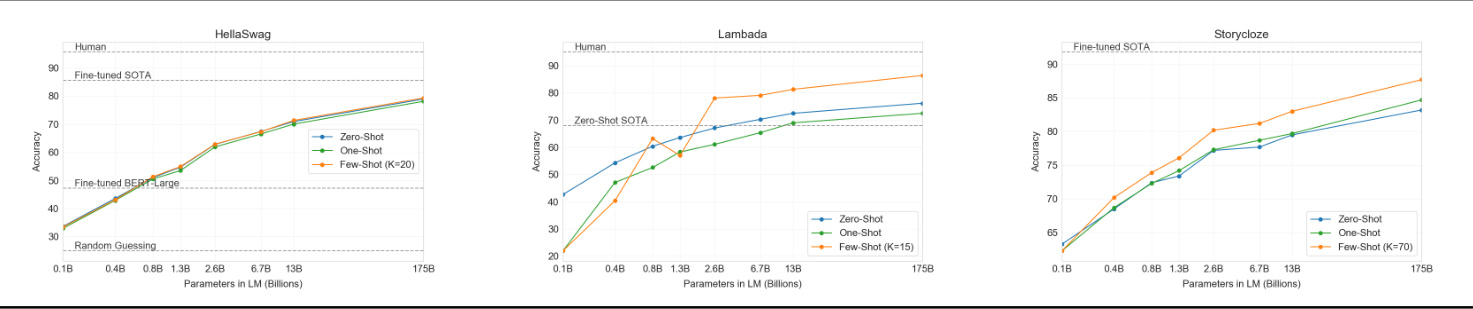 HellaSwag
Human
90
Fine-tuned SOTA
80
70
60
50
Fine-tuned BERT-Large
40
30
Random Guessing
Accuracy
Zero-Shot
One-Shot
Few-Shot (K=20)
0.1B 0.4B 0.8B 1.3B 2.6B 6.7B 13B 175B
Parameters in LM (Billions)
Lambada
Human
90
80
70
Zero-Shot SOTA
60
50
40
30
20
Accuracy
Zero-Shot
One-Shot
Few-Shot (K=15)
0.1B 0.4B 0.8B 1.3B 2.6B 6.7B 13B 175B
Parameters in LM (Billions)
Storycloze
Fine-tuned SOTA
90
85
80
75
70
65
Accuracy
Zero-Shot
One-Shot
Few-Shot (K=70)
0.1B 0.4B 0.8B 1.3B 2.6B 6.7B 13B 175B
Parameters in LM (Billions)